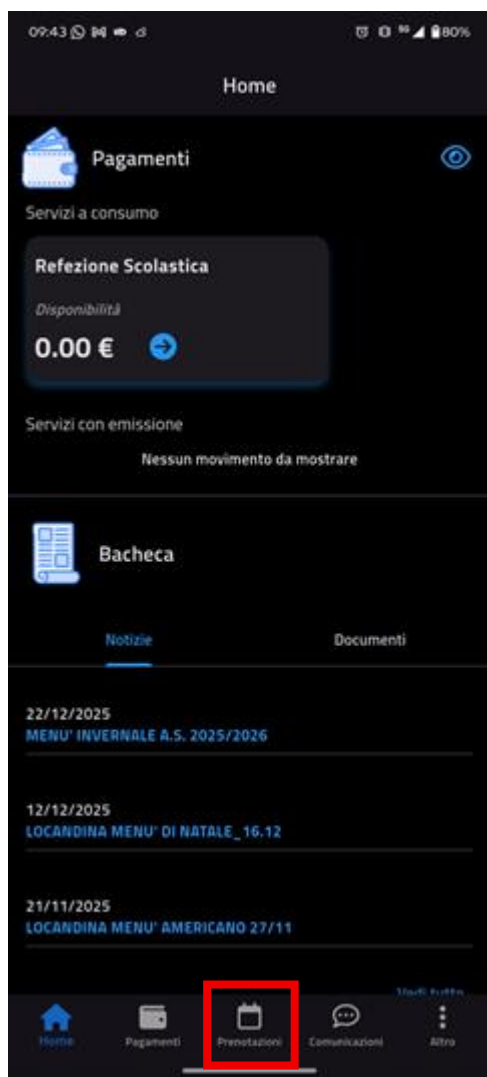 09:43 80%
Home
Pagamenti
Servizi a consumo
Refezione Scolastica
Disponibilità
0.00 €
Servizi con emissione
Nessun movimento da mostrare
Bacheca
Notizie Documenti
22/12/2025
MENU' INVERNALE A.S. 2025/2026
12/12/2025
LOCANDINA MENU' DI NATALE_16.12
21/11/2025
LOCANDINA MENU' AMERICANO 27/11
Vedi tutto
Home Pagamenti Prenotazioni Comunicazioni Altro